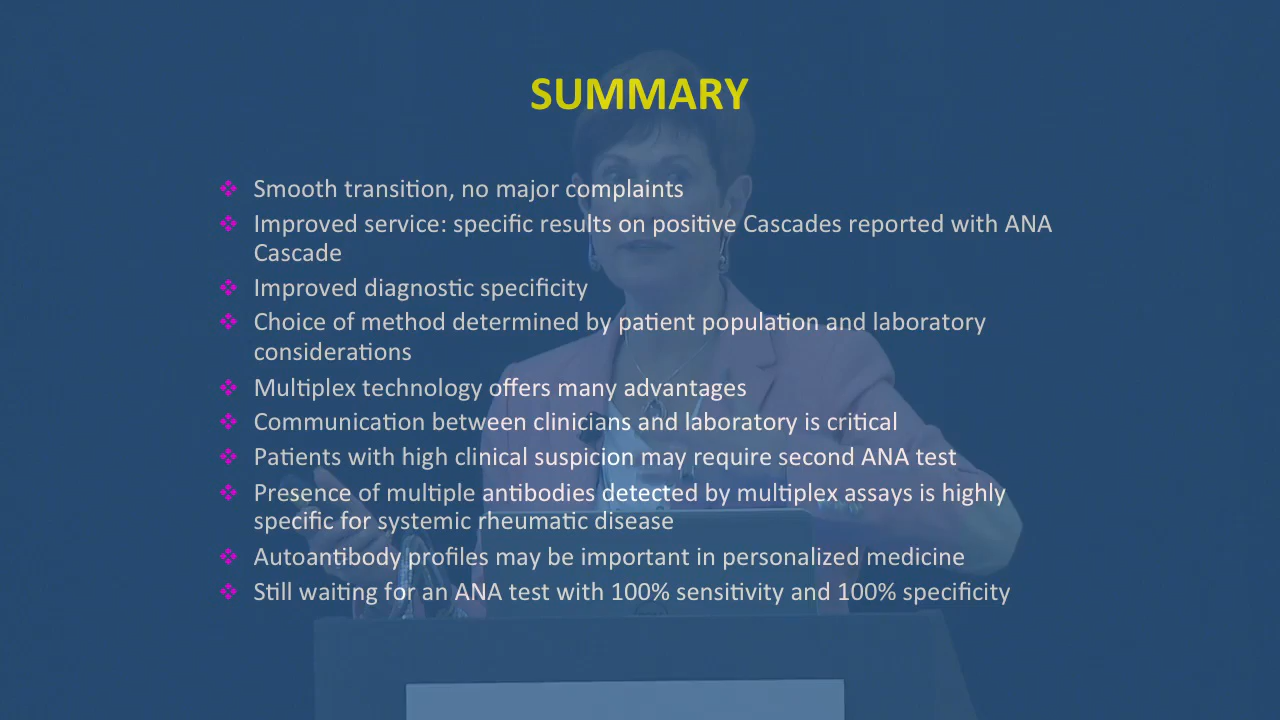 SUMMARY
❖ Smooth transition, no major complaints
❖ Improved service: specific results on positive Cascades reported with ANA
Cascade
❖ Improved diagnostic specificity
❖ Choice of method determined by patient population and laboratory
considerations
❖ Multiplex technology offers many advantages
❖ Communication between clinicians and laboratory is critical
❖ Patients with high clinical suspicion may require second ANA test
❖ Presence of multiple antibodies detected by multiplex assays is highly
specific for systemic rheumatic disease
❖ Autoantibody profiles may be important in personalized medicine
❖ Still waiting for an ANA test with 100% sensitivity and 100% specificity